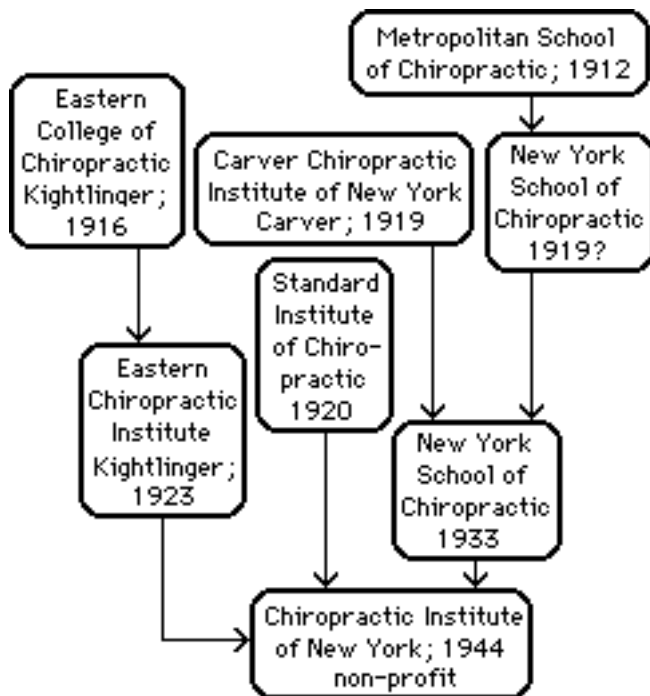 Metropolitan School
of Chiropractic; 1912
Eastern
College of
Chiropractic
Kightlinger;
1916
Carver Chiropractic
Institute of New York
Carver; 1919
New York
School of
Chiropractic
1919?
Standard
Institute
of Chiro-
practic
1920
Eastern
Chiropractic
Institute
Kightlinger;
1923
New York
School of
Chiropractic
1933
Chiropractic Institute
of New York; 1944
non-profit